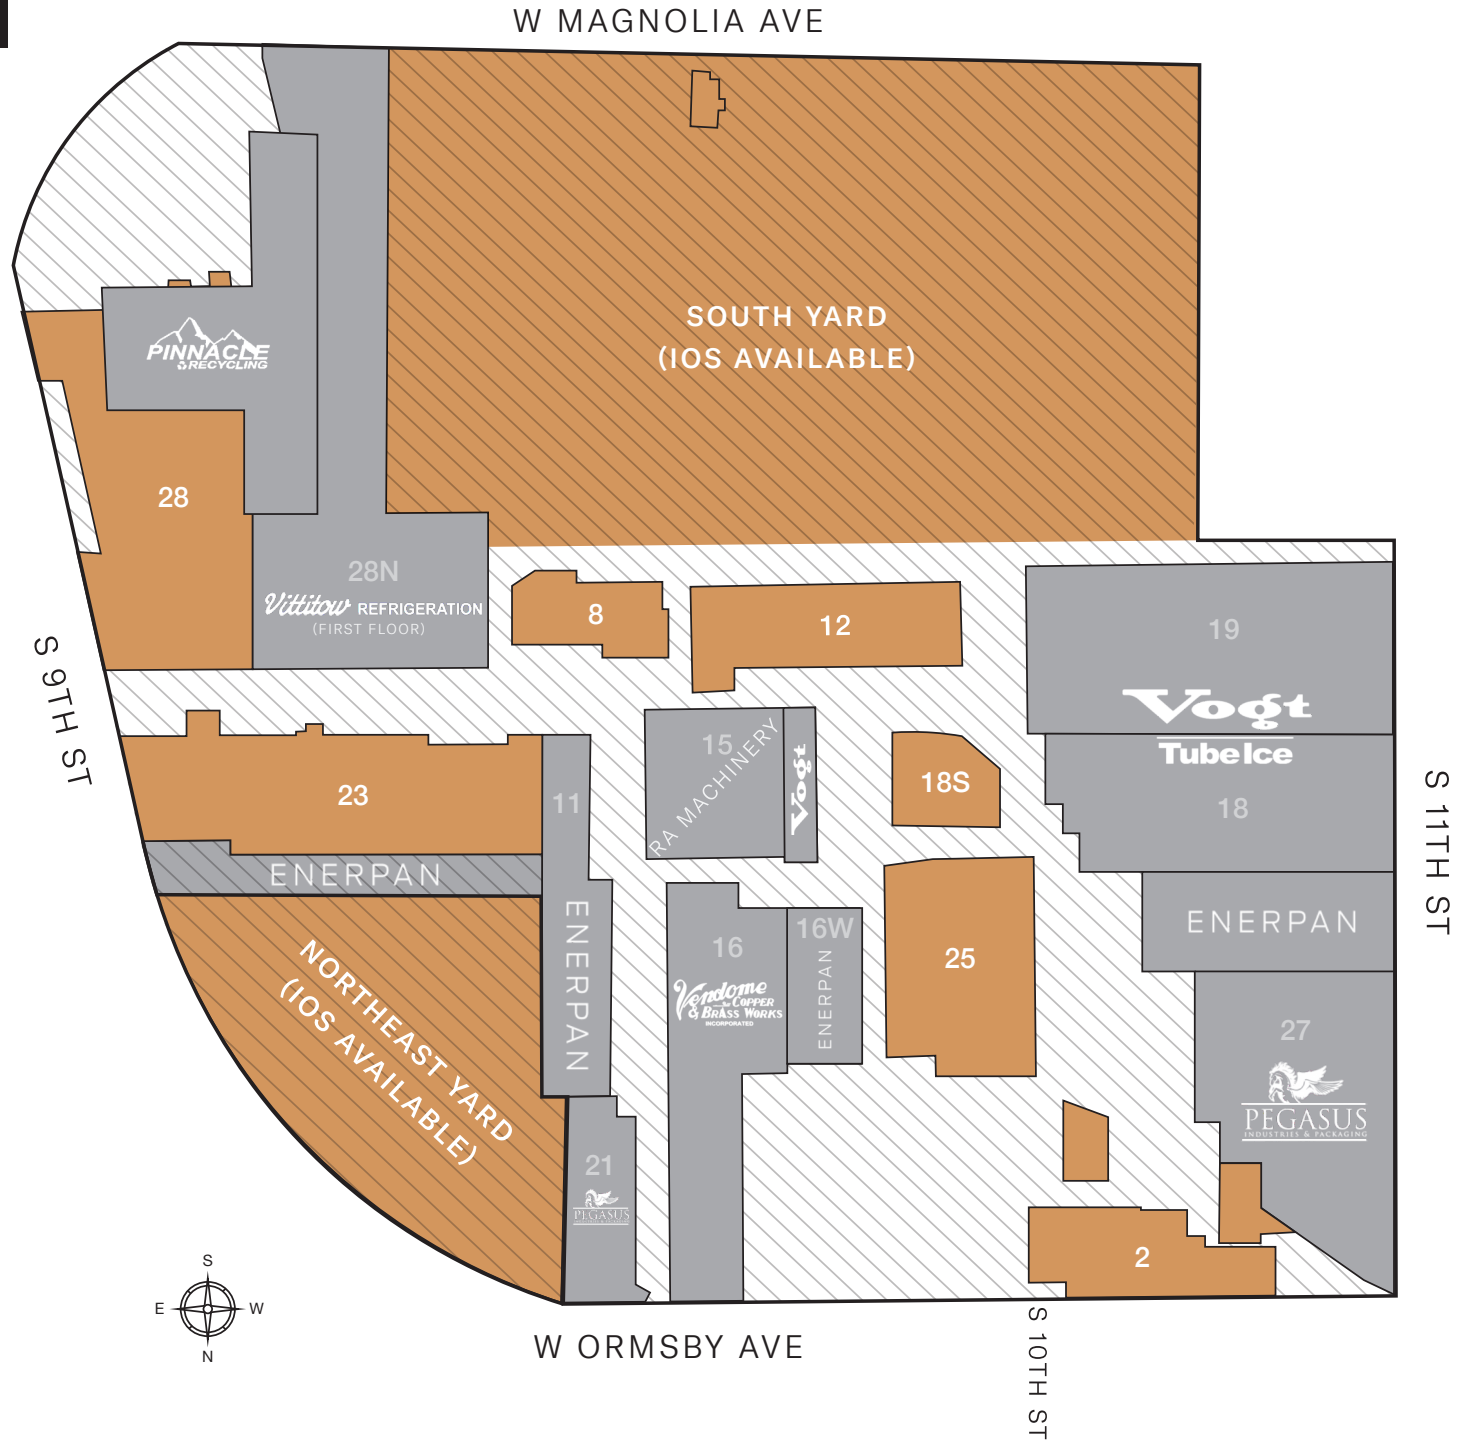 W MAGNOLIA AVE
SOUTH YARD
(IOS AVAILABLE)
PINNACLE
RECYCLING
28
28N
Vittitow REFRIGERATION
(FIRST FLOOR)
8
12
19
Vogt
Tube Ice
18
S 9TH ST
15
RA MACHINERY
Vogt
18S
23
11
ENERPAN
ENERPAN
S 11TH ST
ENERPAN
NORTHEAST YARD
(IOS AVAILABLE)
16
Vendome
COPPER
& BRASS WORKS
INCORPORATED
16W
ENERPAN
25
27
PEGASUS
INDUSTRIES & PACKAGING
21
PEGASUS
2
S
E
W
N
W ORMSBY AVE
S 10TH ST